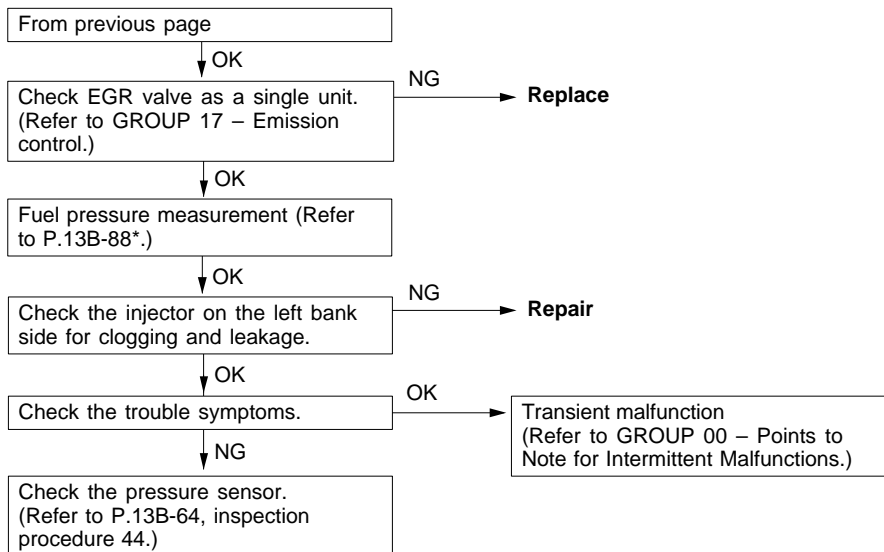 From previous page
OK
Check EGR valve as a single unit.
(Refer to GROUP 17 – Emission
control.)
NG
Replace
OK
Fuel pressure measurement (Refer
to P.13B-88*.)
OK
Check the injector on the left bank
side for clogging and leakage.
NG
Repair
OK
Check the trouble symptoms.
OK
Transient malfunction
(Refer to GROUP 00 – Points to
Note for Intermittent Malfunctions.)
NG
Check the pressure sensor.
(Refer to P.13B-64, inspection
procedure 44.)